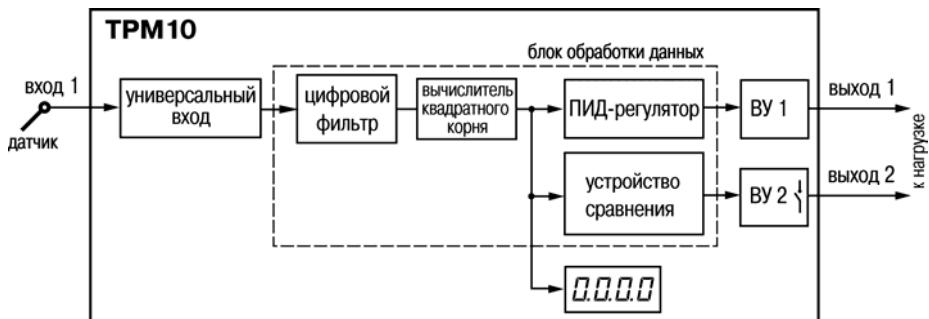 ТРМ10
блок обработки данных
вход 1
датчик
универсальный
вход
цифровой
фильтр
вычислитель
квадратного
корня
ПИД-регулятор
ВУ 1
выход 1
устройство
сравнения
ВУ 2
выход 2
к нагрузке
0.0.0.0